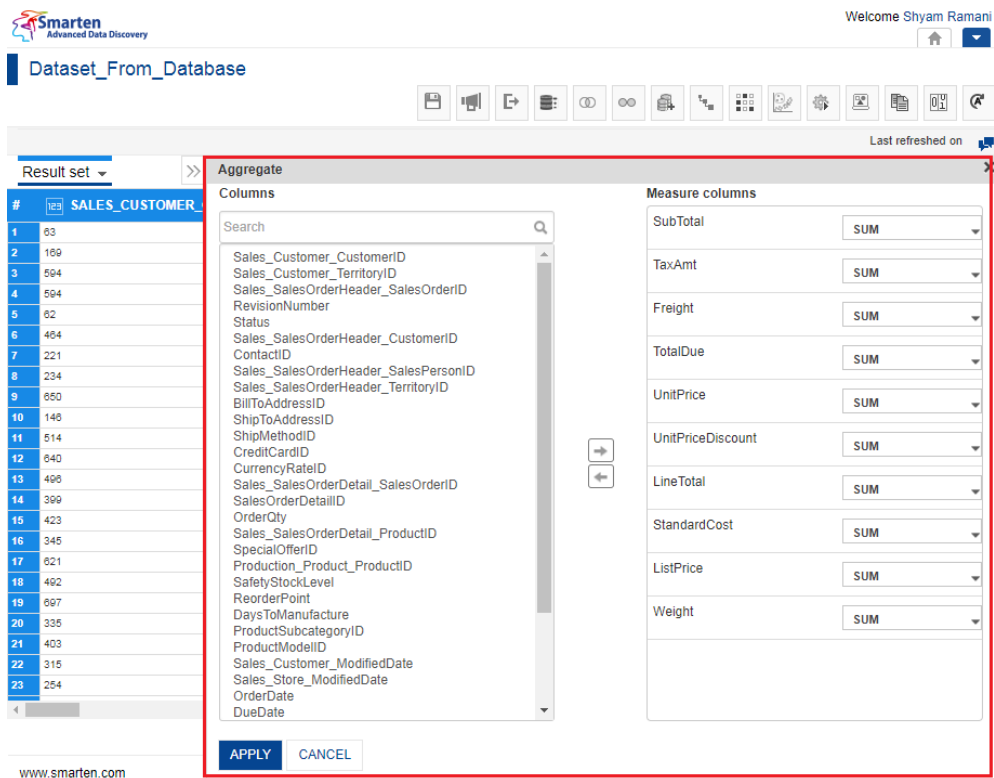 Smarten
Advanced Data Discovery
Welcome Shyam Ramani
Dataset_From_Database
Last refreshed on
Result set
Aggregate
Columns
Measure columns
# 123 SALES_CUSTOMER_
Search
1 63
2 169
3 594
4 594
5 62
6 464
7 221
8 234
9 650
10 146
11 514
12 640
13 496
14 399
15 423
16 345
17 621
18 492
19 697
20 335
21 403
22 315
23 254
Sales_Customer_CustomerID
Sales_Customer_TerritoryID
Sales_SalesOrderHeader_SalesOrderID
RevisionNumber
Status
Sales_SalesOrderHeader_CustomerID
ContactID
Sales_SalesOrderHeader_SalesPersonID
Sales_SalesOrderHeader_TerritoryID
BillToAddressID
ShipToAddressID
ShipMethodID
CreditCardID
CurrencyRateID
Sales_SalesOrderDetail_SalesOrderID
SalesOrderDetailID
OrderQty
Sales_SalesOrderDetail_ProductID
SpecialOfferID
Production_Product_ProductID
SafetyStockLevel
ReorderPoint
DaysToManufacture
ProductSubcategoryID
ProductModelID
Sales_Customer_ModifiedDate
Sales_Store_ModifiedDate
OrderDate
DueDate
SubTotal SUM
TaxAmt SUM
Freight SUM
TotalDue SUM
UnitPrice SUM
UnitPriceDiscount SUM
LineTotal SUM
StandardCost SUM
ListPrice SUM
Weight SUM
APPLY CANCEL
www.smarten.com